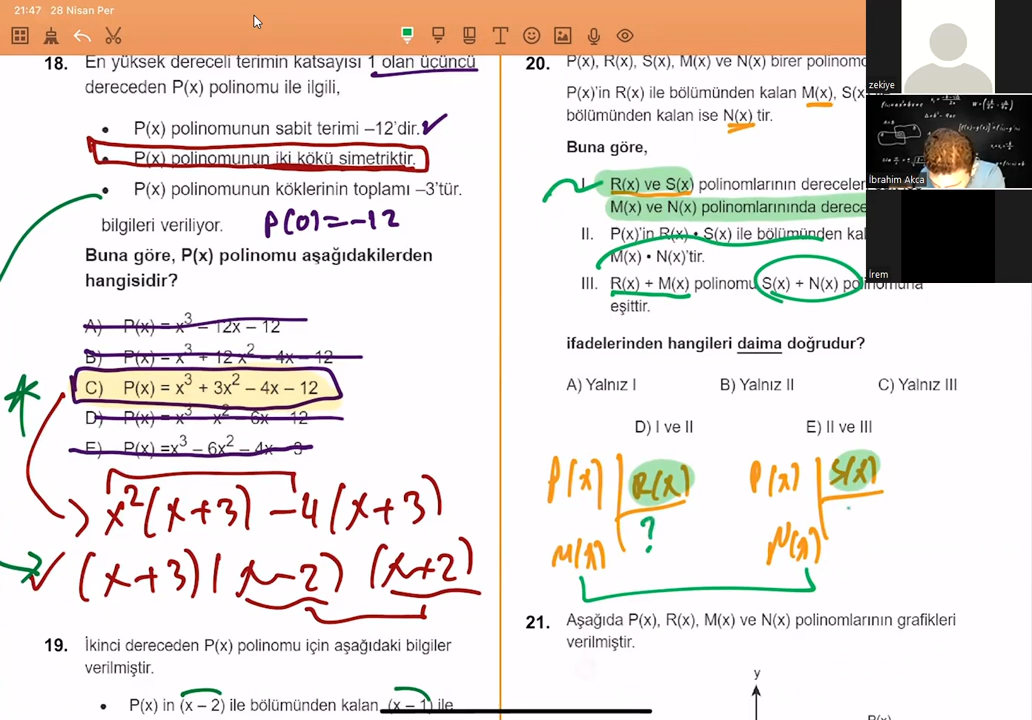 21:47 28 Nisan Per
18. En yüksek dereceli terimin katsayısı 1 olan üçüncü
dereceden P(x) polinomu ile ilgili,
• P(x) polinomunun sabit terimi –12'dir.
• P(x) polinomunun iki kökü simetriktir.
• P(x) polinomunun köklerinin toplamı –3'tür.
bilgileri veriliyor.
P(0)=-12
Buna göre, P(x) polinomu aşağıdakilerden
hangisidir?
A) P(x) = x³ – 12x – 12
B) P(x) = x³ + 12x² – 4x – 12
C) P(x) = x³ + 3x² – 4x – 12
D) P(x) = x³ – x² – 6x – 12
E) P(x) =x³ – 6x² – 4x – 3
x²(x+3)-4(x+3)
(x+3)(x-2)(x+2)
19. İkinci dereceden P(x) polinomu için aşağıdaki bilgiler
verilmiştir.
• P(x) in (x – 2) ile bölümünden kalan (x – 1) ile
20. P(x), R(x), S(x), M(x) ve N(x) birer polinomd
P(x)'in R(x) ile bölümünden kalan M(x), S(x)
bölümünden kalan ise N(x) tir.
Buna göre,
I. R(x) ve S(x) polinomlarının dereceler
M(x) ve N(x) polinomlarınında derece
II. P(x)'in R(x) • S(x) ile bölümünden kal
M(x) • N(x)'tir.
III. R(x) + M(x) polinomu S(x) + N(x) polinomuna
eşittir.
ifadelerinden hangileri daima doğrudur?
A) Yalnız I B) Yalnız II C) Yalnız III
D) I ve II E) II ve III
P(x) R(x) P(x) S(x)
?
M(x) N(x)
21. Aşağıda P(x), R(x), M(x) ve N(x) polinomlarının grafikleri
verilmiştir.
y
P(x)
zekiye
İbrahim Akca
İrem